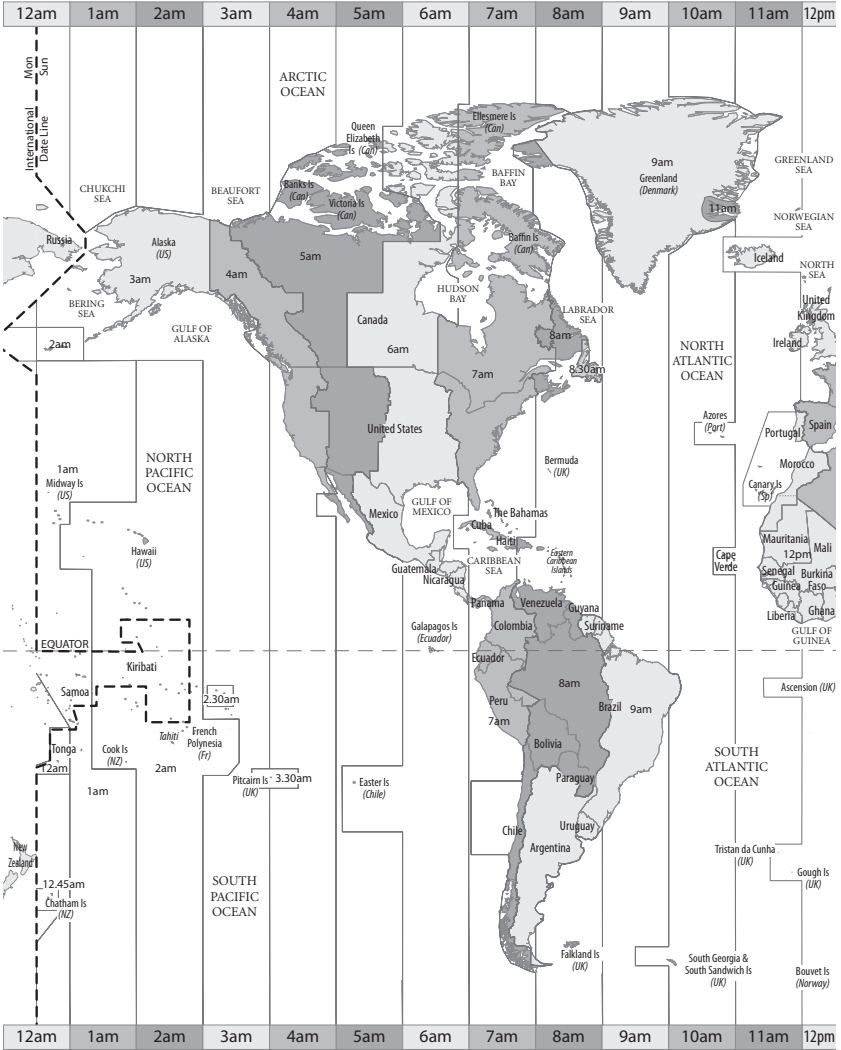 12am 1am 2am 3am 4am 5am 6am 7am 8am 9am 10am 11am 12pm
Mon
Sun
International
Date Line
ARCTIC
OCEAN
Queen
Elizabeth
Is (Can)
Ellesmere Is
(Can)
BAFFIN
BAY
9am
Greenland
(Denmark)
11am
GREENLAND
SEA
NORWEGIAN
SEA
CHUKCHI
SEA
BEAUFORT
SEA
Banks Is
(Can)
Victoria Is
(Can)
Baffin Is
(Can)
Russia
Alaska
(US)
3am
4am
5am
Iceland
NORTH
SEA
BERING
SEA
HUDSON
BAY
LABRADOR
SEA
United
Kingdom
GULF OF
ALASKA
Canada
6am
8am
Ireland
2am
7am
8.30am
NORTH
ATLANTIC
OCEAN
Azores
(Port)
Portugal
Spain
United States
NORTH
PACIFIC
OCEAN
1am
Midway Is
(US)
Bermuda
(UK)
Morocco
Canary Is
(Sp)
Mexico
GULF OF
MEXICO
The Bahamas
Cuba
Haiti
Hawaii
(US)
Eastern
Caribbean
Islands
CARIBBEAN
SEA
Guatemala
Nicaragua
Cape
Verde
Mauritania
12pm
Mali
Senegal
Guinea
Burkina
Faso
Liberia
Ghana
GULF OF
GUINEA
Panama
Venezuela
Guyana
Suriname
Colombia
Galapagos Is
(Ecuador)
EQUATOR
Kiribati
Ecuador
8am
Samoa
2.30am
Peru
7am
Brazil
9am
Ascension (UK)
Tahiti
French
Polynesia
(Fr)
Tonga
12am
Cook Is
(NZ)
1am
2am
Pitcairn Is
(UK)
3.30am
Easter Is
(Chile)
Bolivia
Paraguay
SOUTH
ATLANTIC
OCEAN
Chile
Uruguay
Argentina
New
Zealand
Tristan da Cunha
(UK)
Gough Is
(UK)
12.45am
Chatham Is
(NZ)
SOUTH
PACIFIC
OCEAN
Falkland Is
(UK)
South Georgia &
South Sandwich Is
(UK)
Bouvet Is
(Norway)
12am 1am 2am 3am 4am 5am 6am 7am 8am 9am 10am 11am 12pm